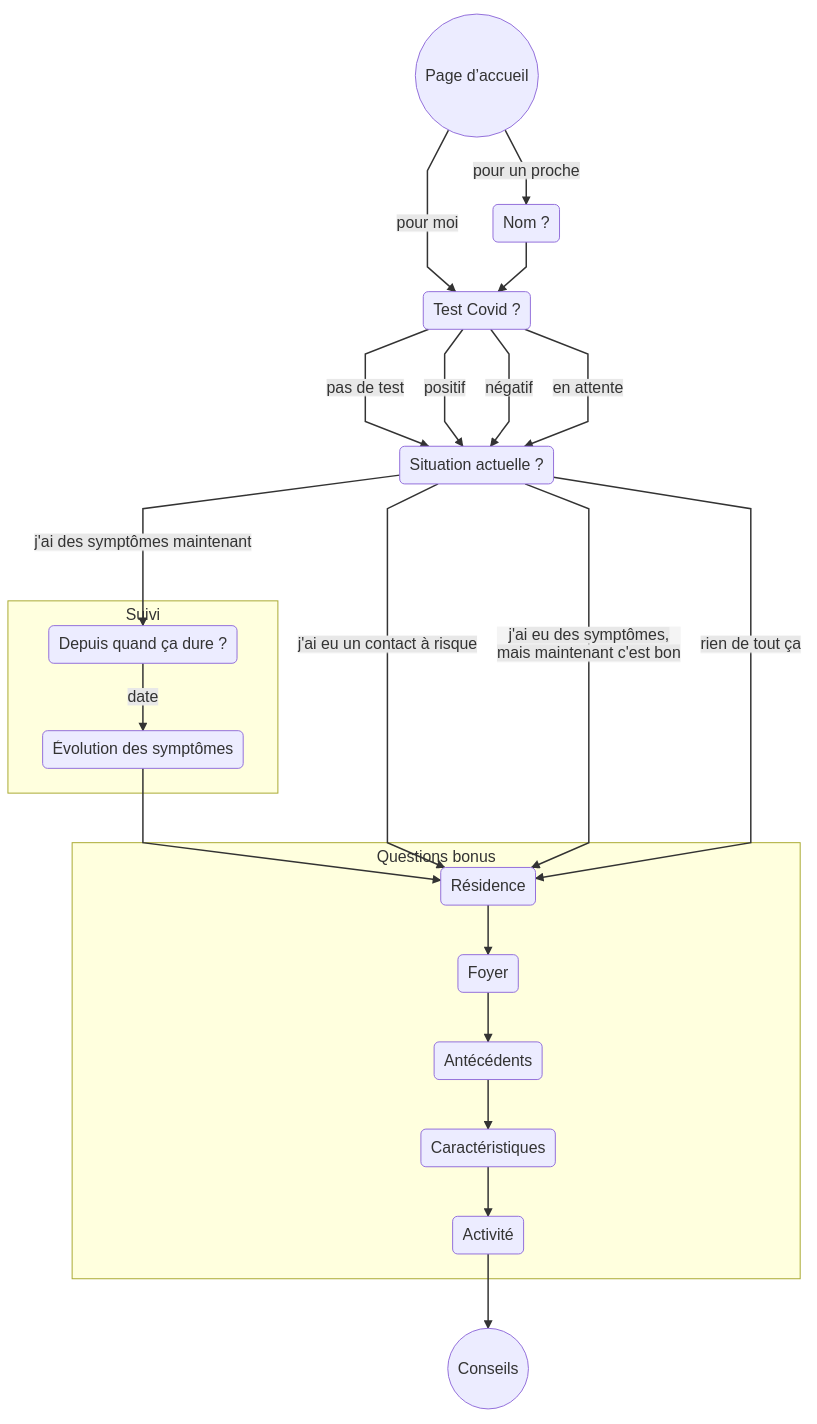 Page d'accueil
pour un proche
pour moi
Nom ?
Test Covid ?
pas de test
positif
négatif
en attente
Situation actuelle ?
j'ai des symptômes maintenant
Suivi
Depuis quand ça dure ?
j'ai eu un contact à risque
j'ai eu des symptômes,
mais maintenant c'est bon
rien de tout ça
date
Évolution des symptômes
Questions bonus
Résidence
Foyer
Antécédents
Caractéristiques
Activité
Conseils